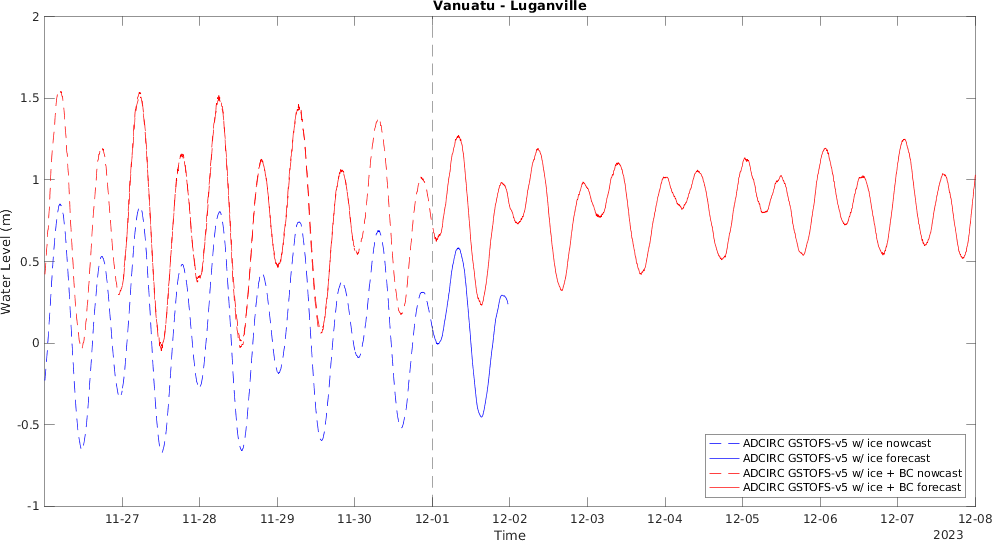 Vanuatu - Luganville
2
1.5
1
0.5
0
-0.5
-1
Water Level (m)
ADCIRC GSTOFS-v5 w/ ice nowcast
ADCIRC GSTOFS-v5 w/ ice forecast
ADCIRC GSTOFS-v5 w/ ice + BC nowcast
ADCIRC GSTOFS-v5 w/ ice + BC forecast
11-27 11-28 11-29 11-30 12-01 12-02 12-03 12-04 12-05 12-06 12-07 12-08
Time
2023